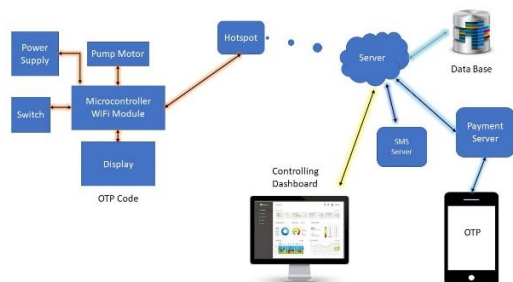 Power
Supply
Pump Motor
Switch
Microcontroller
WiFi Module
Display
OTP Code
Hotspot
Server
Data Base
SMS
Server
Payment
Server
Controlling
Dashboard
OTP